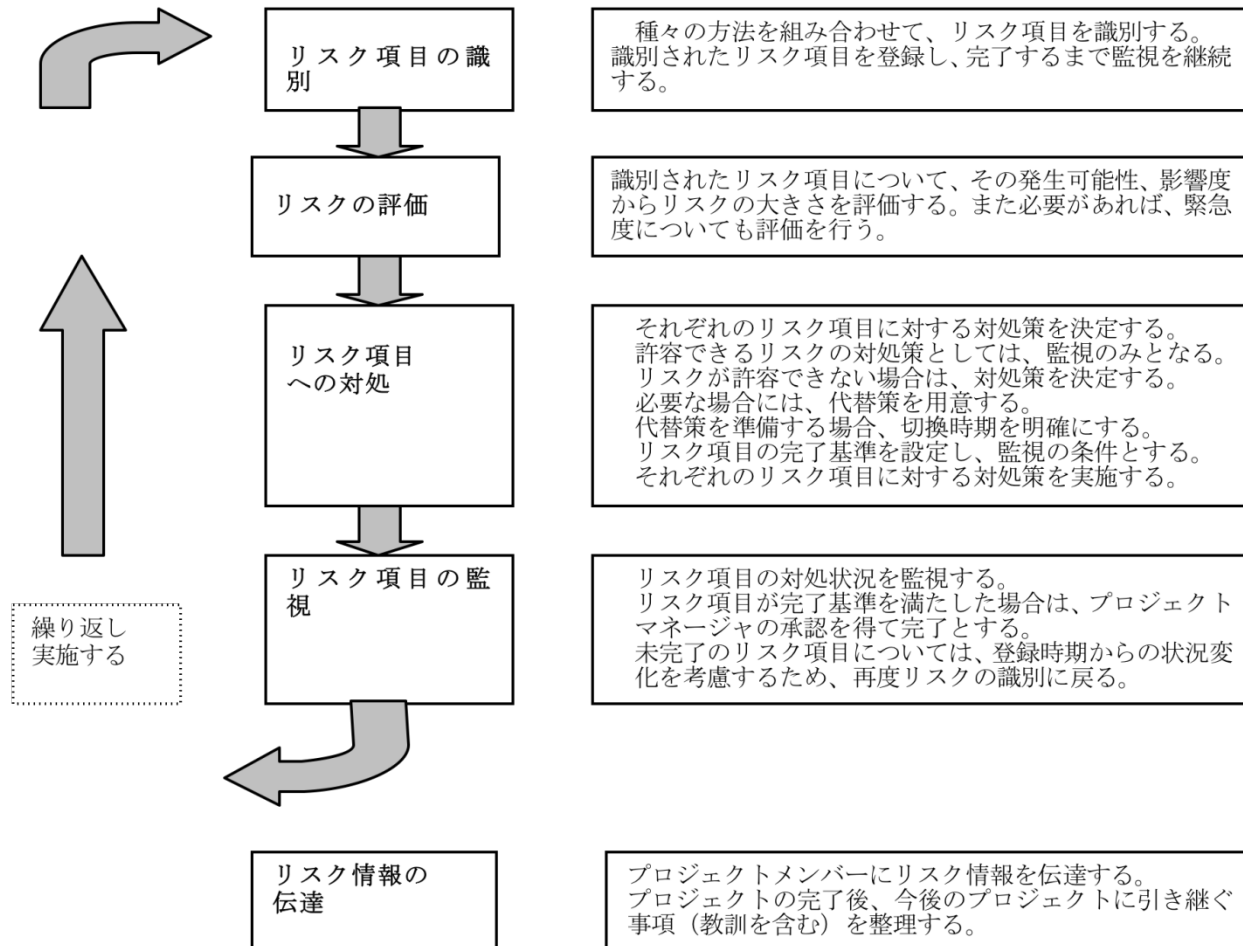 リスク項目の識
別
種々の方法を組み合わせて、リスク項目を識別する。
識別されたリスク項目を登録し、完了するまで監視を継続
する。
リスクの評価
識別されたリスク項目について、その発生可能性、影響度
からリスクの大きさを評価する。また必要があれば、緊急
度についても評価を行う。
リスク項目
への対処
それぞれのリスク項目に対する対処策を決定する。
許容できるリスクの対処策としては、監視のみとなる。
リスクが許容できない場合は、対処策を決定する。
必要な場合には、代替策を用意する。
代替策を準備する場合、切換時期を明確にする。
リスク項目の完了基準を設定し、監視の条件とする。
それぞれのリスク項目に対する対処策を実施する。
リスク項目の監
視
リスク項目の対処状況を監視する。
リスク項目が完了基準を満たした場合は、プロジェクト
マネージャの承認を得て完了とする。
未完了のリスク項目については、登録時期からの状況変
化を考慮するため、再度リスクの識別に戻る。
繰り返し
実施する
リスク情報の
伝達
プロジェクトメンバーにリスク情報を伝達する。
プロジェクトの完了後、今後のプロジェクトに引き継ぐ
事項（教訓を含む）を整理する。